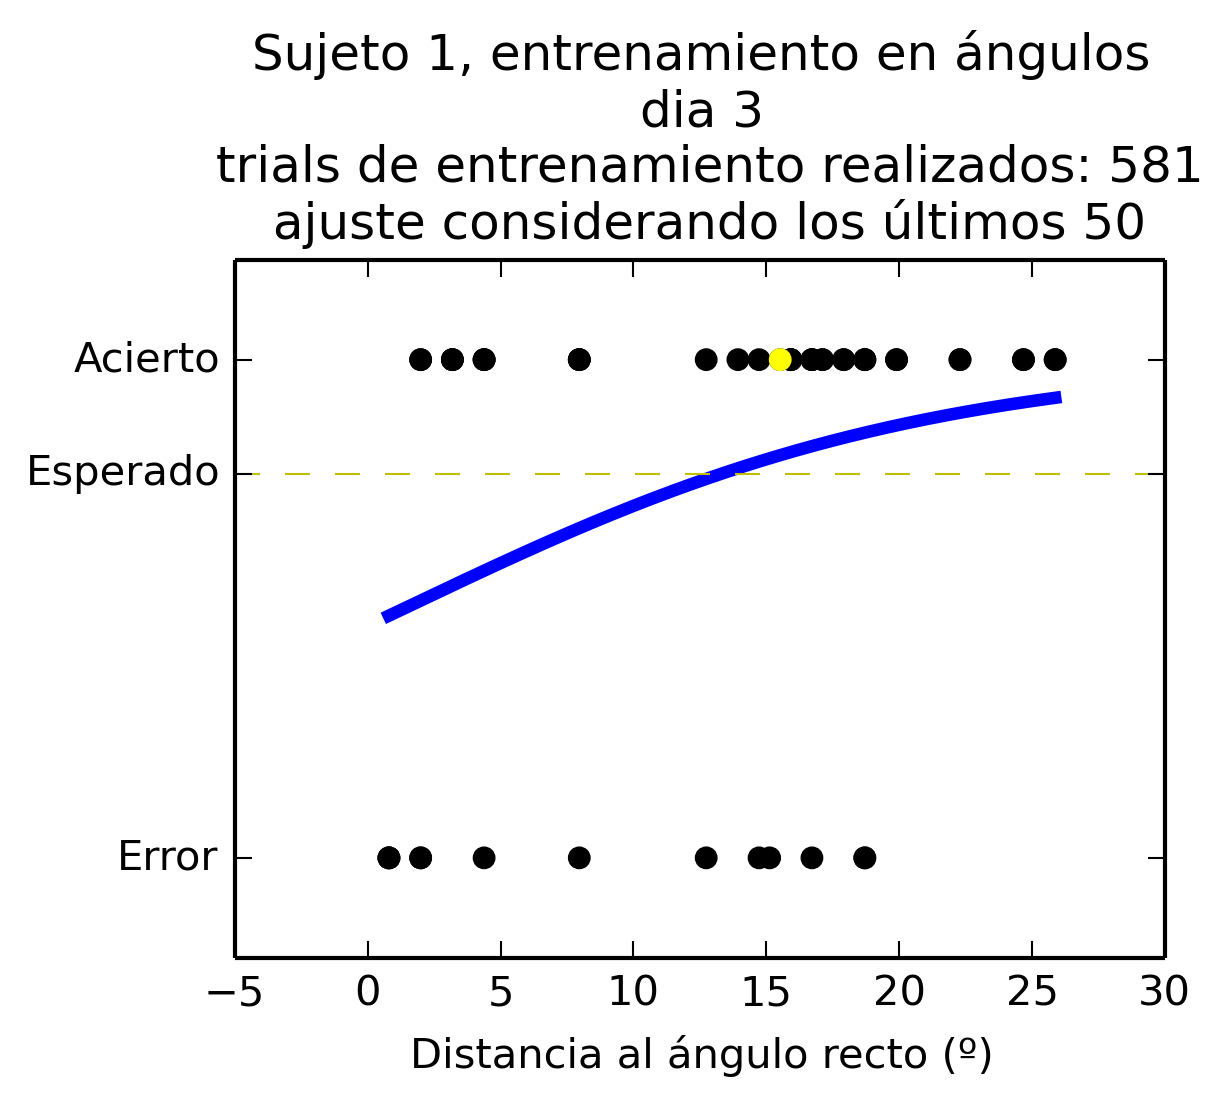 Sujeto 1, entrenamiento en ángulos
dia 3
trials de entrenamiento realizados: 581
ajuste considerando los últimos 50
Acierto
Esperado
Error
−5 0 5 10 15 20 25 30
Distancia al ángulo recto (º)